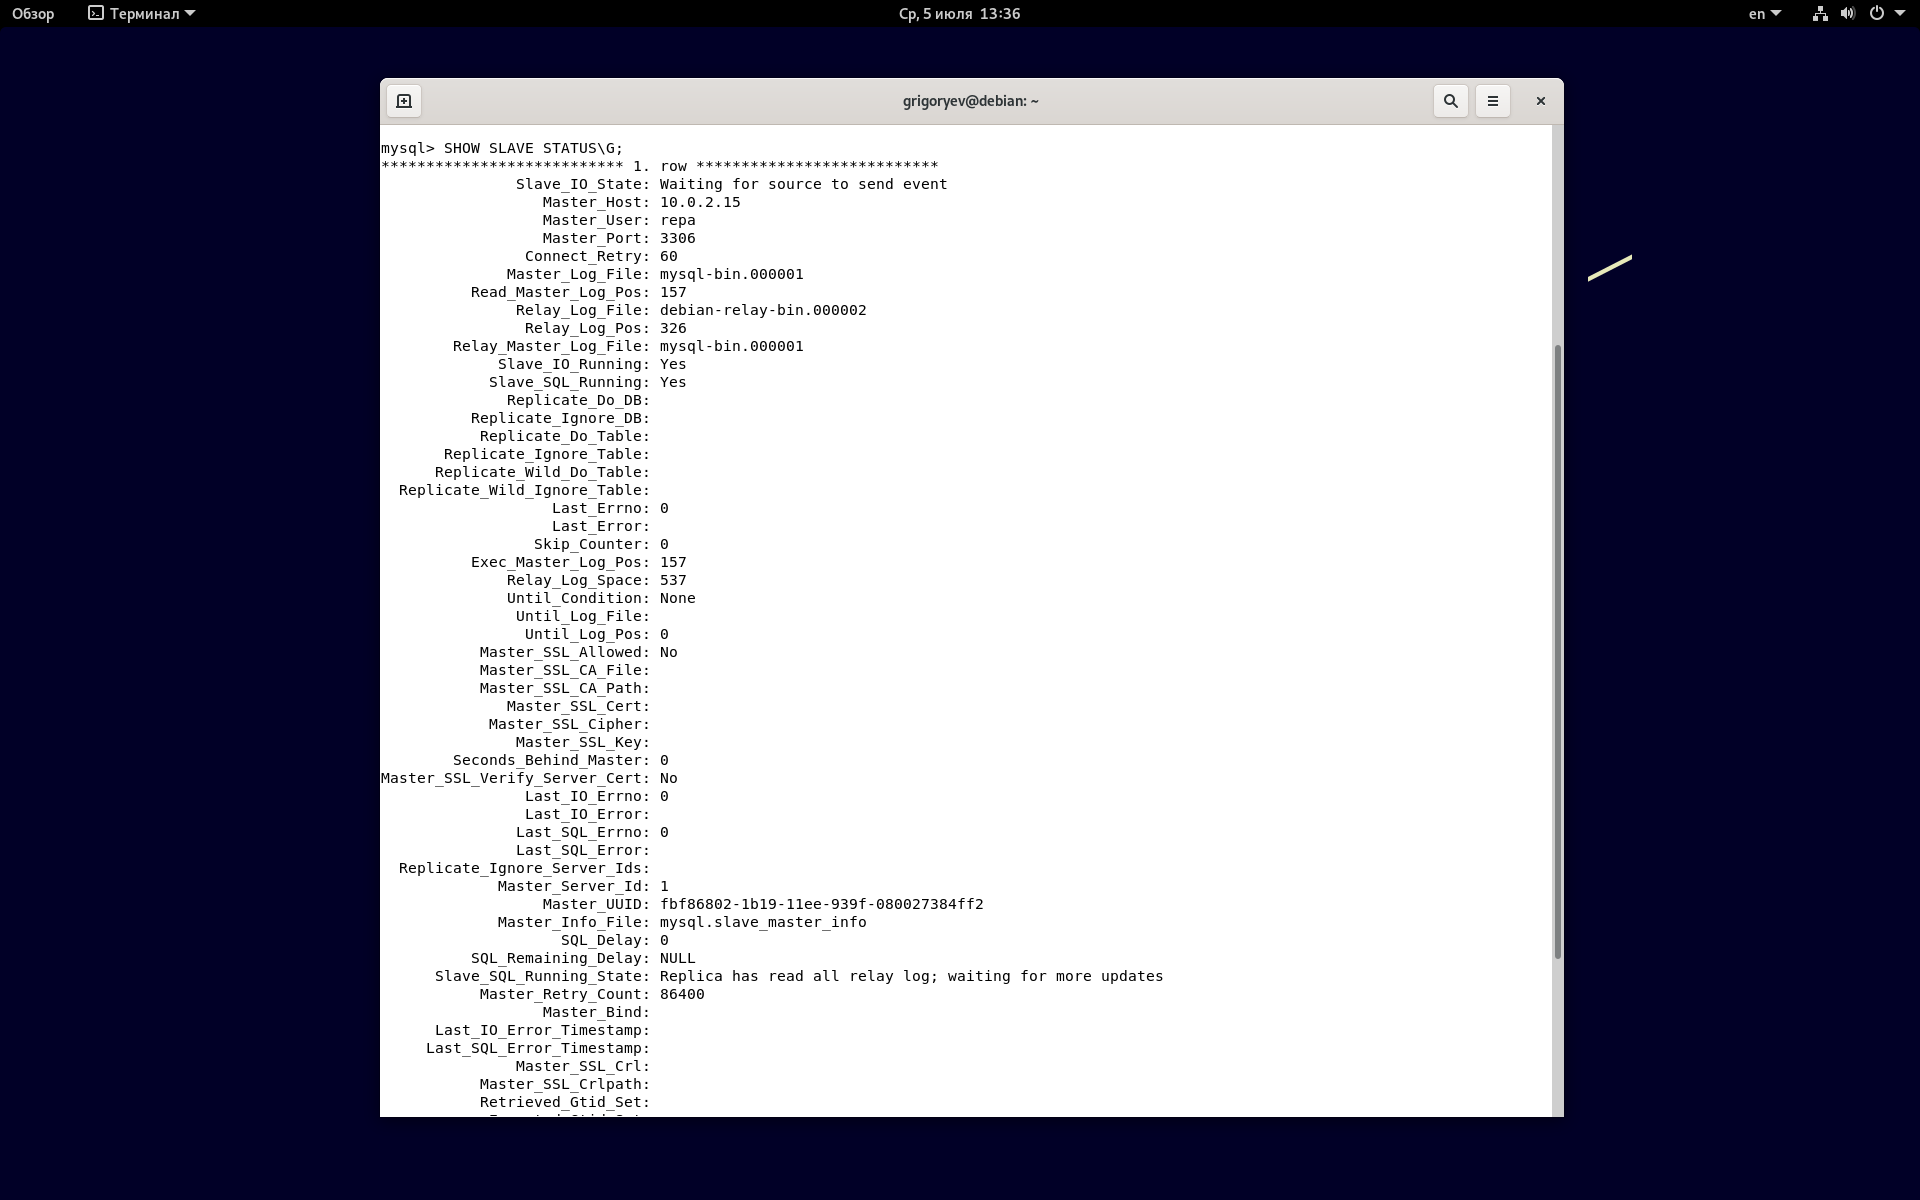 Обзор Терминал Ср, 5 июля 13:36 en
grigoryev@debian: ~
mysql> SHOW SLAVE STATUS\G;
*************************** 1. row ***************************
Slave_IO_State: Waiting for source to send event
Master_Host: 10.0.2.15
Master_User: repa
Master_Port: 3306
Connect_Retry: 60
Master_Log_File: mysql-bin.000001
Read_Master_Log_Pos: 157
Relay_Log_File: debian-relay-bin.000002
Relay_Log_Pos: 326
Relay_Master_Log_File: mysql-bin.000001
Slave_IO_Running: Yes
Slave_SQL_Running: Yes
Replicate_Do_DB:
Replicate_Ignore_DB:
Replicate_Do_Table:
Replicate_Ignore_Table:
Replicate_Wild_Do_Table:
Replicate_Wild_Ignore_Table:
Last_Errno: 0
Last_Error:
Skip_Counter: 0
Exec_Master_Log_Pos: 157
Relay_Log_Space: 537
Until_Condition: None
Until_Log_File:
Until_Log_Pos: 0
Master_SSL_Allowed: No
Master_SSL_CA_File:
Master_SSL_CA_Path:
Master_SSL_Cert:
Master_SSL_Cipher:
Master_SSL_Key:
Seconds_Behind_Master: 0
Master_SSL_Verify_Server_Cert: No
Last_IO_Errno: 0
Last_IO_Error:
Last_SQL_Errno: 0
Last_SQL_Error:
Replicate_Ignore_Server_Ids:
Master_Server_Id: 1
Master_UUID: fbf86802-1b19-11ee-939f-080027384ff2
Master_Info_File: mysql.slave_master_info
SQL_Delay: 0
SQL_Remaining_Delay: NULL
Slave_SQL_Running_State: Replica has read all relay log; waiting for more updates
Master_Retry_Count: 86400
Master_Bind:
Last_IO_Error_Timestamp:
Last_SQL_Error_Timestamp:
Master_SSL_Crl:
Master_SSL_Crlpath:
Retrieved_Gtid_Set: